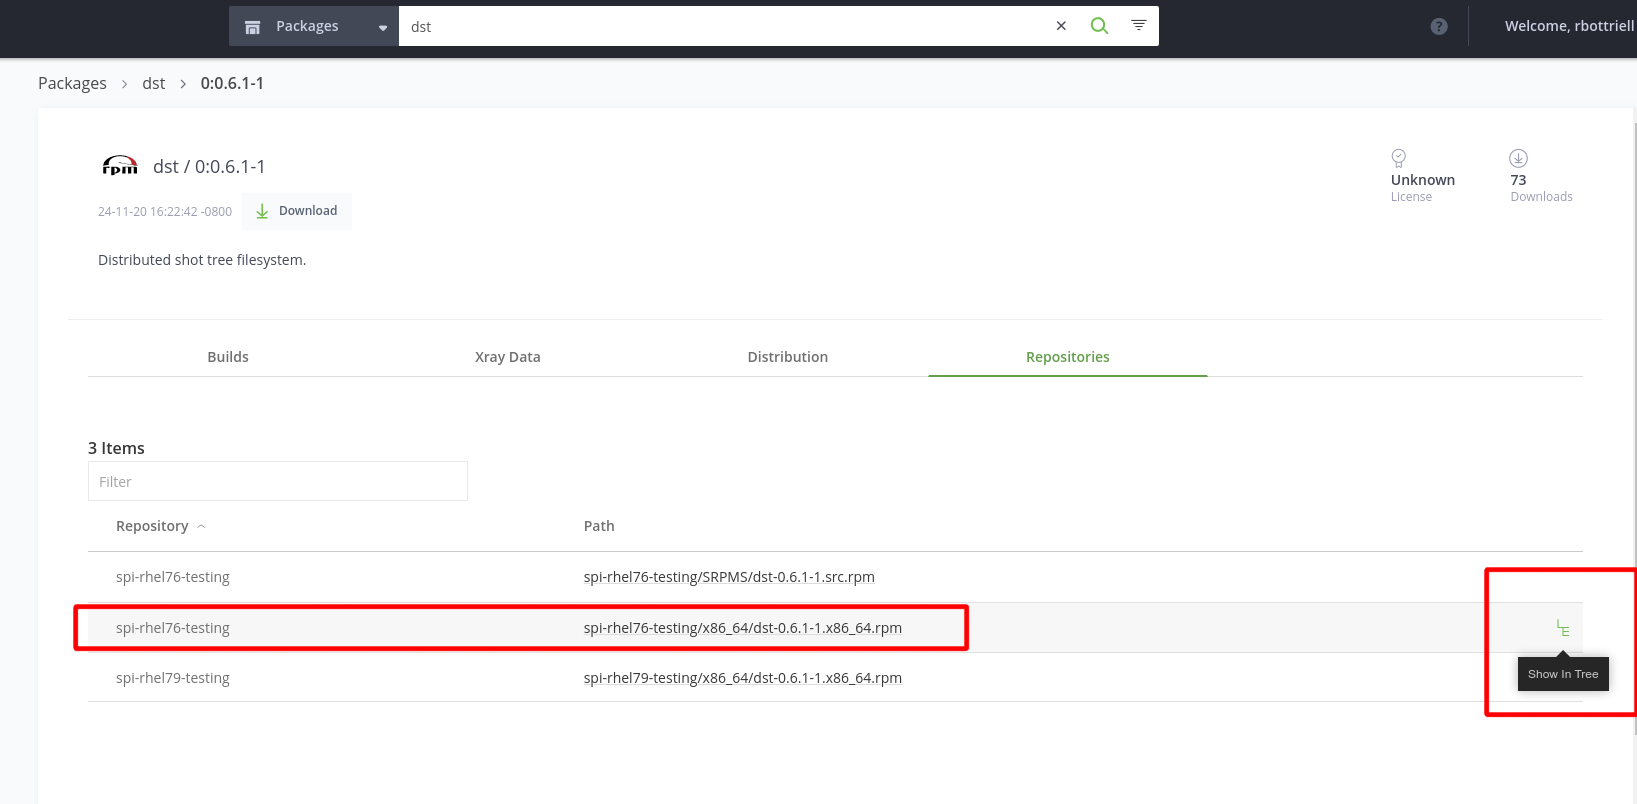 Packages dst ? Welcome, rbottriell
Packages > dst > 0:0.6.1-1
rpm dst / 0:0.6.1-1
Unknown 73
License Downloads
24-11-20 16:22:42 -0800 Download
Distributed shot tree filesystem.
Builds Xray Data Distribution Repositories
3 Items
Filter
Repository Path
spi-rhel76-testing spi-rhel76-testing/SRPMS/dst-0.6.1-1.src.rpm
spi-rhel76-testing spi-rhel76-testing/x86_64/dst-0.6.1-1.x86_64.rpm
Show In Tree
spi-rhel79-testing spi-rhel79-testing/x86_64/dst-0.6.1-1.x86_64.rpm